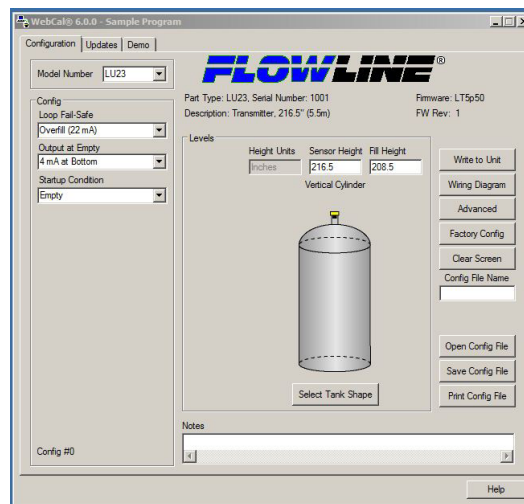 WebCal® 6.0.0 - Sample Program
Configuration Updates Demo
Model Number LU23
FLOWLINE®
Part Type: LU23, Serial Number: 1001 Firmware: LT5p50
Description: Transmitter, 216.5" (5.5m) FW Rev: 1
Config
Loop Fail-Safe
Overfill (22 mA)
Output at Empty
4 mA at Bottom
Startup Condition
Empty
Config #0
Levels
Height Units Sensor Height Fill Height
Inches 216.5 208.5
Vertical Cylinder
Select Tank Shape
Write to Unit
Wiring Diagram
Advanced
Factory Config
Clear Screen
Config File Name
Open Config File
Save Config File
Print Config File
Notes
Help